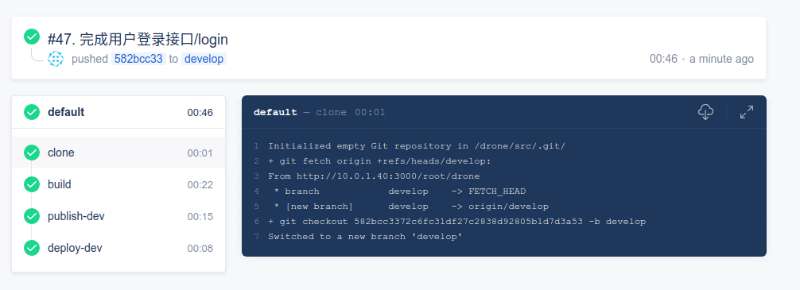 #47. 完成用户登录接口/login
pushed 582bcc33 to develop
00:46 · a minute ago
default 00:46
clone 00:01
build 00:22
publish-dev 00:15
deploy-dev 00:08
default — clone 00:01
1 Initialized empty Git repository in /drone/src/.git/
2 + git fetch origin +refs/heads/develop:
3 From http://10.0.1.40:3000/root/drone
4 * branch develop -> FETCH_HEAD
5 * [new branch] develop -> origin/develop
6 + git checkout 582bcc3372c6fc31df27c2838d92805b1d7d3a53 -b develop
7 Switched to a new branch 'develop'